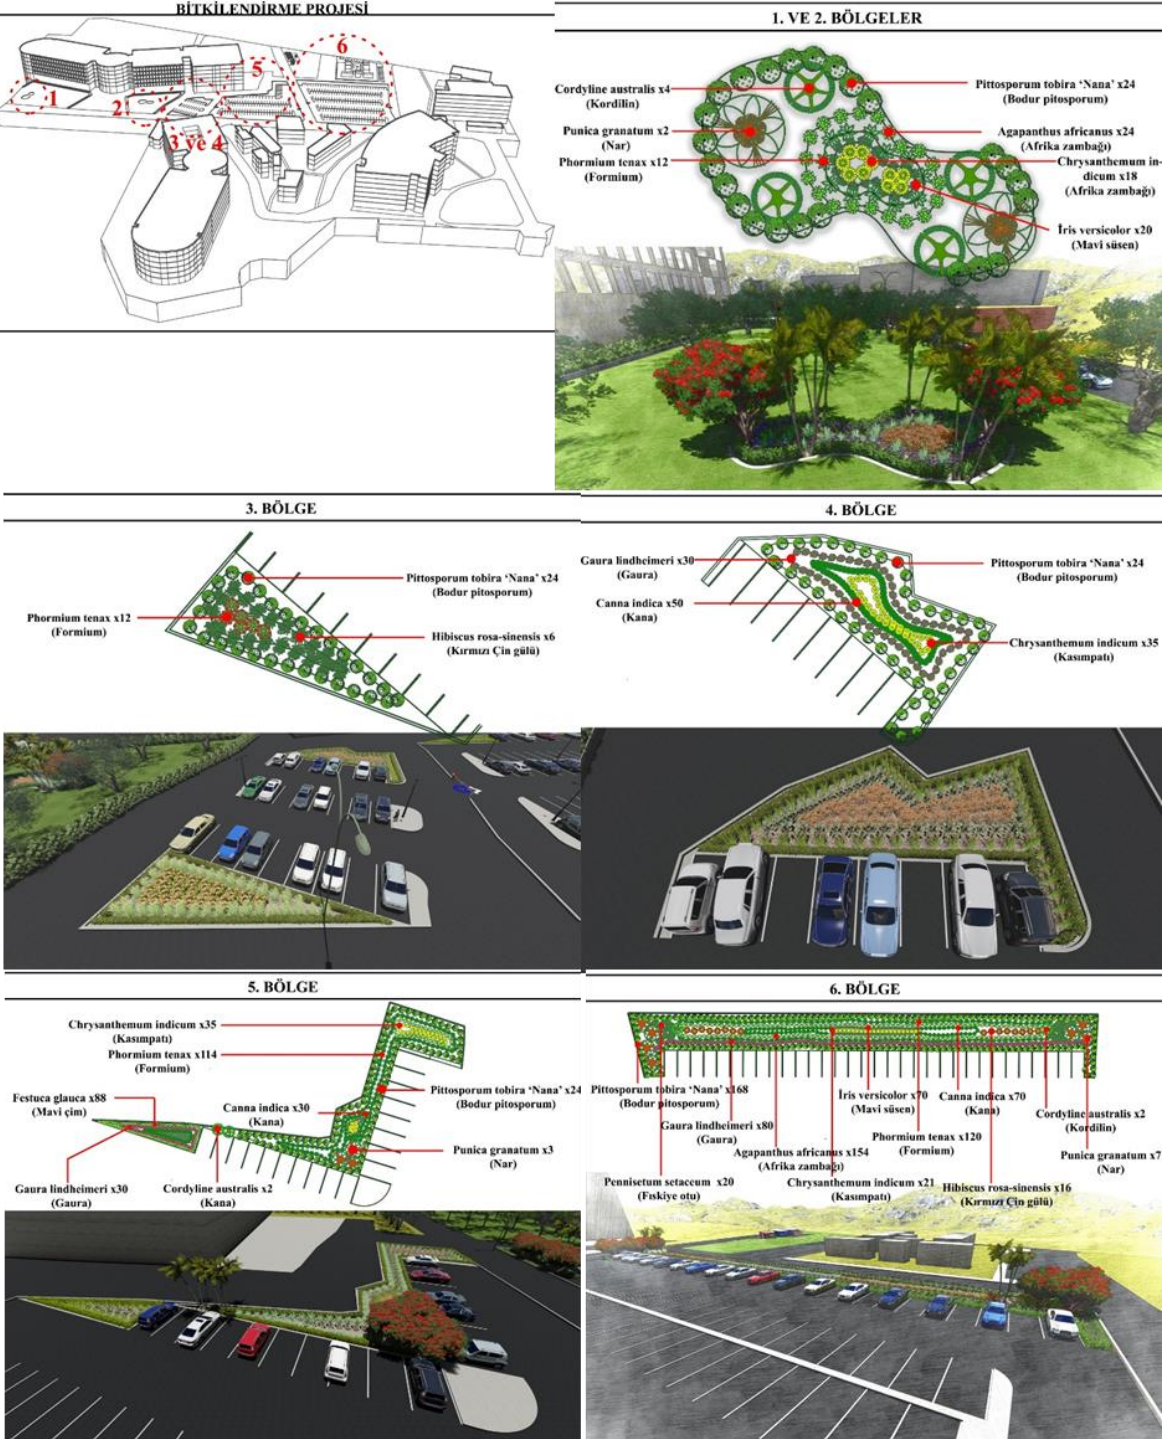 BİTKİLENDİRME PROJESİ
1
2
3 ve 4
5
6
1. VE 2. BÖLGELER
Cordyline australis x4
(Kordilin)
Punica granatum x2
(Nar)
Phormium tenax x12
(Formium)
Pittosporum tobira ‘Nana’ x24
(Bodur pitosporum)
Agapanthus africanus x24
(Afrika zambağı)
Chrysanthemum in-
dicum x18
(Afrika zambağı)
İris versicolor x20
(Mavi süsen)
3. BÖLGE
Phormium tenax x12
(Formium)
Pittosporum tobira ‘Nana’ x24
(Bodur pitosporum)
Hibiscus rosa-sinensis x6
(Kırmızı Çin gülü)
4. BÖLGE
Gaura lindheimeri x30
(Gaura)
Canna indica x50
(Kana)
Pittosporum tobira ‘Nana’ x24
(Bodur pitosporum)
Chrysanthemum indicum x35
(Kasımpatı)
5. BÖLGE
Chrysanthemum indicum x35
(Kasımpatı)
Phormium tenax x114
(Formium)
Festuca glauca x88
(Mavi çim)
Canna indica x30
(Kana)
Pittosporum tobira ‘Nana’ x24
(Bodur pitosporum)
Punica granatum x3
(Nar)
Gaura lindheimeri x30
(Gaura)
Cordyline australis x2
(Kana)
6. BÖLGE
Pittosporum tobira ‘Nana’ x168
(Bodur pitosporum)
Gaura lindheimeri x80
(Gaura)
Pennisetum setaceum x20
(Fıskiye otu)
Agapanthus africanus x154
(Afrika zambağı)
Chrysanthemum indicum x21
(Kasımpatı)
İris versicolor x70
(Mavi süsen)
Phormium tenax x120
(Formium)
Canna indica x70
(Kana)
Hibiscus rosa-sinensis x16
(Kırmızı Çin gülü)
Cordyline australis x2
(Kordilin)
Punica granatum x7
(Nar)